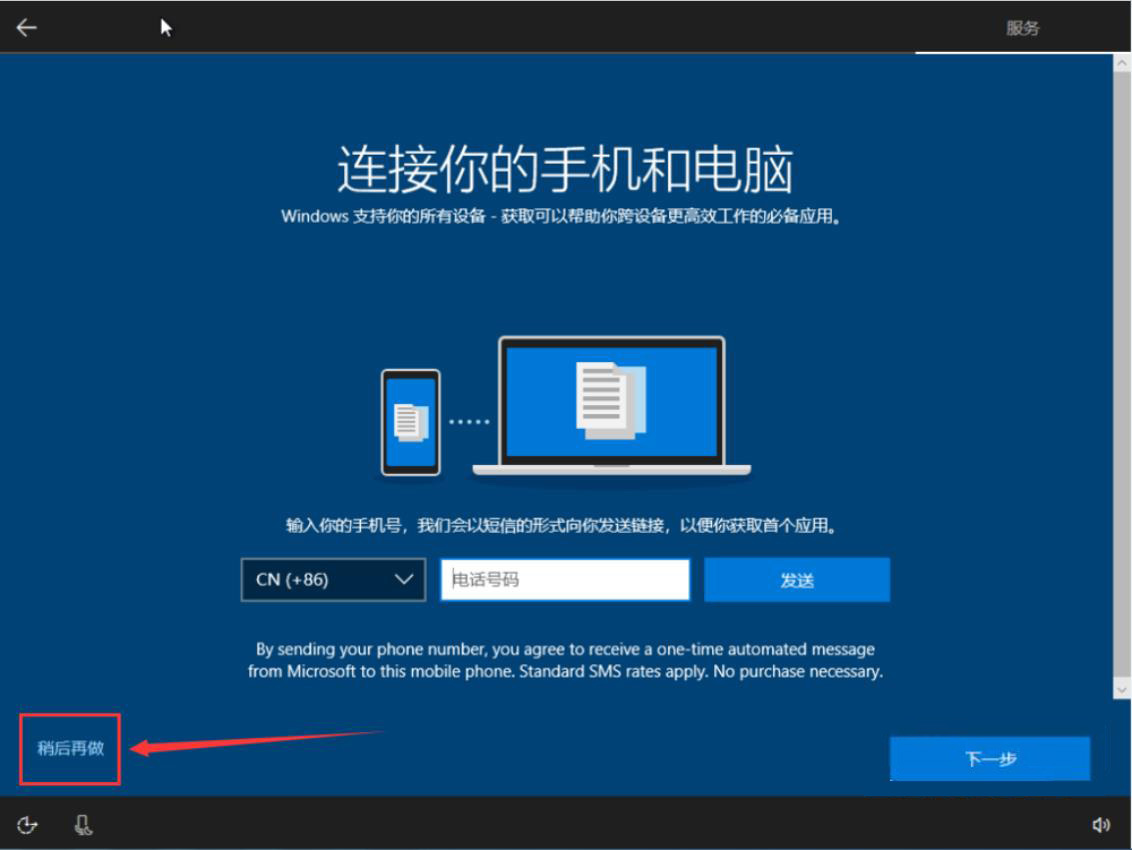 服务
连接你的手机和电脑
Windows 支持你的所有设备 - 获取可以帮助你跨设备更高效工作的必备应用。
输入你的手机号，我们会以短信的形式向你发送链接，以便你获取首个应用。
CN (+86)
电话号码
发送
By sending your phone number, you agree to receive a one-time automated message
from Microsoft to this mobile phone. Standard SMS rates apply. No purchase necessary.
稍后再做
下一步